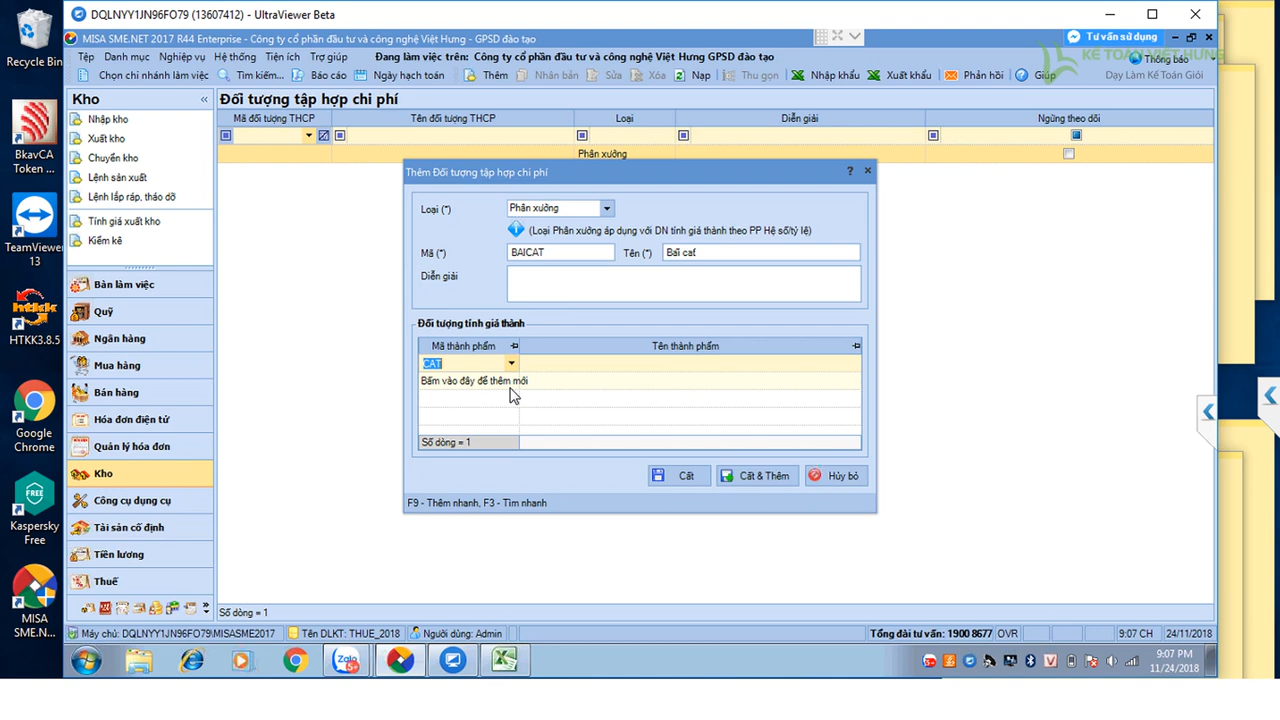 DQLNYY1JN96FO79 (13607412) - UltraViewer Beta
Recycle Bin
MISA SME.NET 2017 R44 Enterprise - Công ty cổ phần đầu tư và công nghệ Việt Hưng - GPSD đào tạo
Tư vấn sử dụng
Tệp Danh mục Nghiệp vụ Hệ thống Tiện ích Trợ giúp
Đang làm việc trên: Công ty cổ phần đầu tư và công nghệ Việt Hưng GPSD đào tạo
Thông báo
KẾ TOÁN VIỆT HƯNG
Dạy Làm Kế Toán Giỏi
Chọn chi nhánh làm việc Tìm kiếm... Báo cáo Ngày hạch toán Thêm Nhân bản Sửa Xóa Nạp Thu gọn Nhập khẩu Xuất khẩu Phản hồi Giúp
Kho
«
Nhập kho
Xuất kho
Chuyển kho
Lệnh sản xuất
Lệnh lắp ráp, tháo dỡ
Tính giá xuất kho
Kiểm kê
Bàn làm việc
Quỹ
Ngân hàng
Mua hàng
Bán hàng
Hóa đơn điện tử
Quản lý hóa đơn
Kho
Công cụ dụng cụ
Tài sản cố định
Tiền lương
Thuế
Đối tượng tập hợp chi phí
Mã đối tượng THCP Tên đối tượng THCP Loại Diễn giải Ngừng theo dõi
Phân xưởng
Thêm Đối tượng tập hợp chi phí
Loại (*) Phân xưởng
(Loại Phân xưởng áp dụng với DN tính giá thành theo PP Hệ số/tỷ lệ)
Mã (*) BAICAT Tên (*) Bãi cat
Diễn giải
Đối tượng tính giá thành
Mã thành phẩm Tên thành phẩm
CAT
Bấm vào đây để thêm mới
Số dòng = 1
Cất Cất & Thêm Hủy bỏ
F9 - Thêm nhanh, F3 - Tìm nhanh
BkavCA
Token ...
TeamViewer
13
HTKK3.8.5
Google
Chrome
FREE
Kaspersky
Free
MISA
SME.N...
Số dòng = 1
Máy chủ: DQLNYY1JN96FO79\MISASME2017 Tên DLKT: THUE_2018 Người dùng: Admin Tổng đài tư vấn: 1900 8677 OVR 9:07 CH 24/11/2018
9:07 PM
11/24/2018